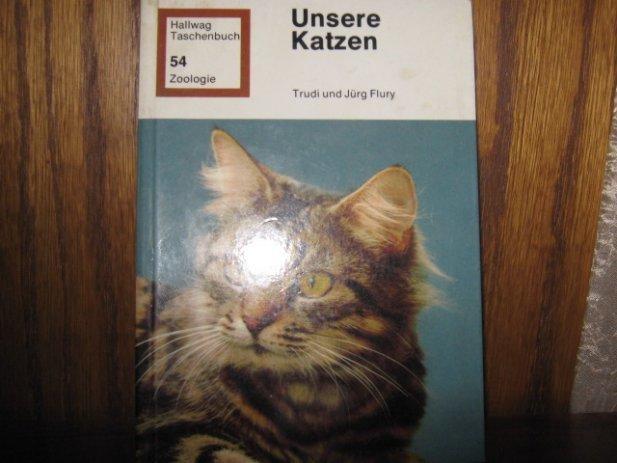 Hallwag
Taschenbuch
54
Zoologie
Unsere
Katzen
Trudi und Jürg Flury